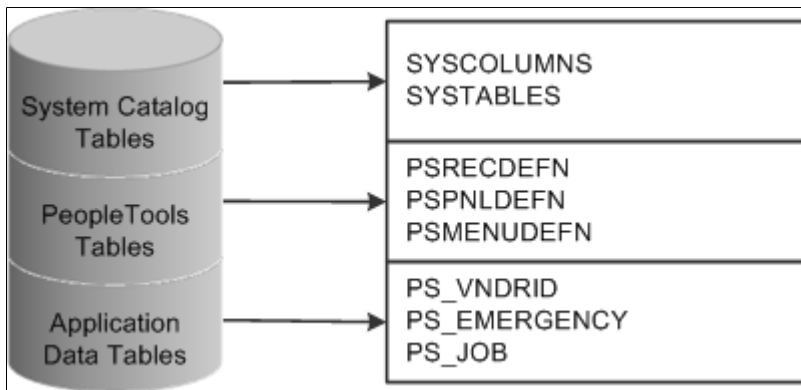 System Catalog
Tables
SYSCOLUMNS
SYSTABLES
PeopleTools
Tables
PSRECDEFN
PSPNLDEFN
PSMENUDEFN
Application
Data Tables
PS_VNDRID
PS_EMERGENCY
PS_JOB